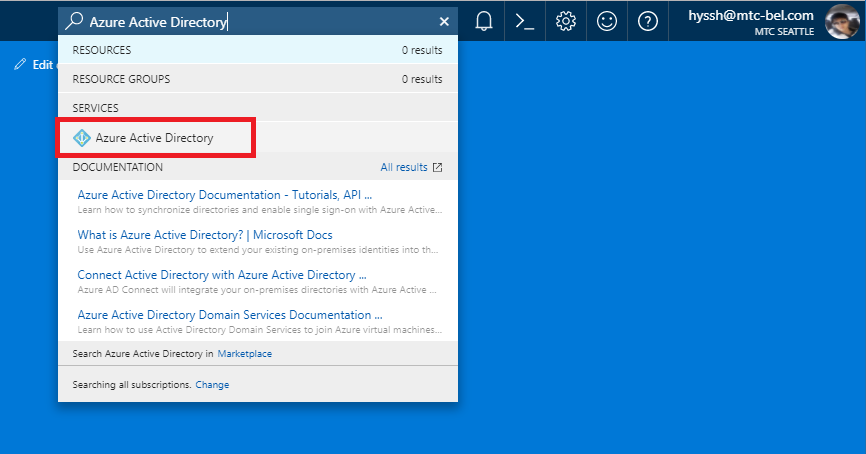 Azure Active Directory
hyssh@mtc-bel.com
MTC SEATTLE
Edit
RESOURCES 0 results
RESOURCE GROUPS 0 results
SERVICES
Azure Active Directory
DOCUMENTATION All results
Azure Active Directory Documentation - Tutorials, API ...
Learn how to synchronize directories and enable single sign-on with Azure Active...
What is Azure Active Directory? | Microsoft Docs
Use Azure Active Directory to extend your existing on-premises identities into th...
Connect Active Directory with Azure Active Directory ...
Azure AD Connect will integrate your on-premises directories with Azure Active ...
Azure Active Directory Domain Services Documentation ...
Learn how to use Active Directory Domain Services to join Azure virtual machines...
Search Azure Active Directory in Marketplace
Searching all subscriptions. Change